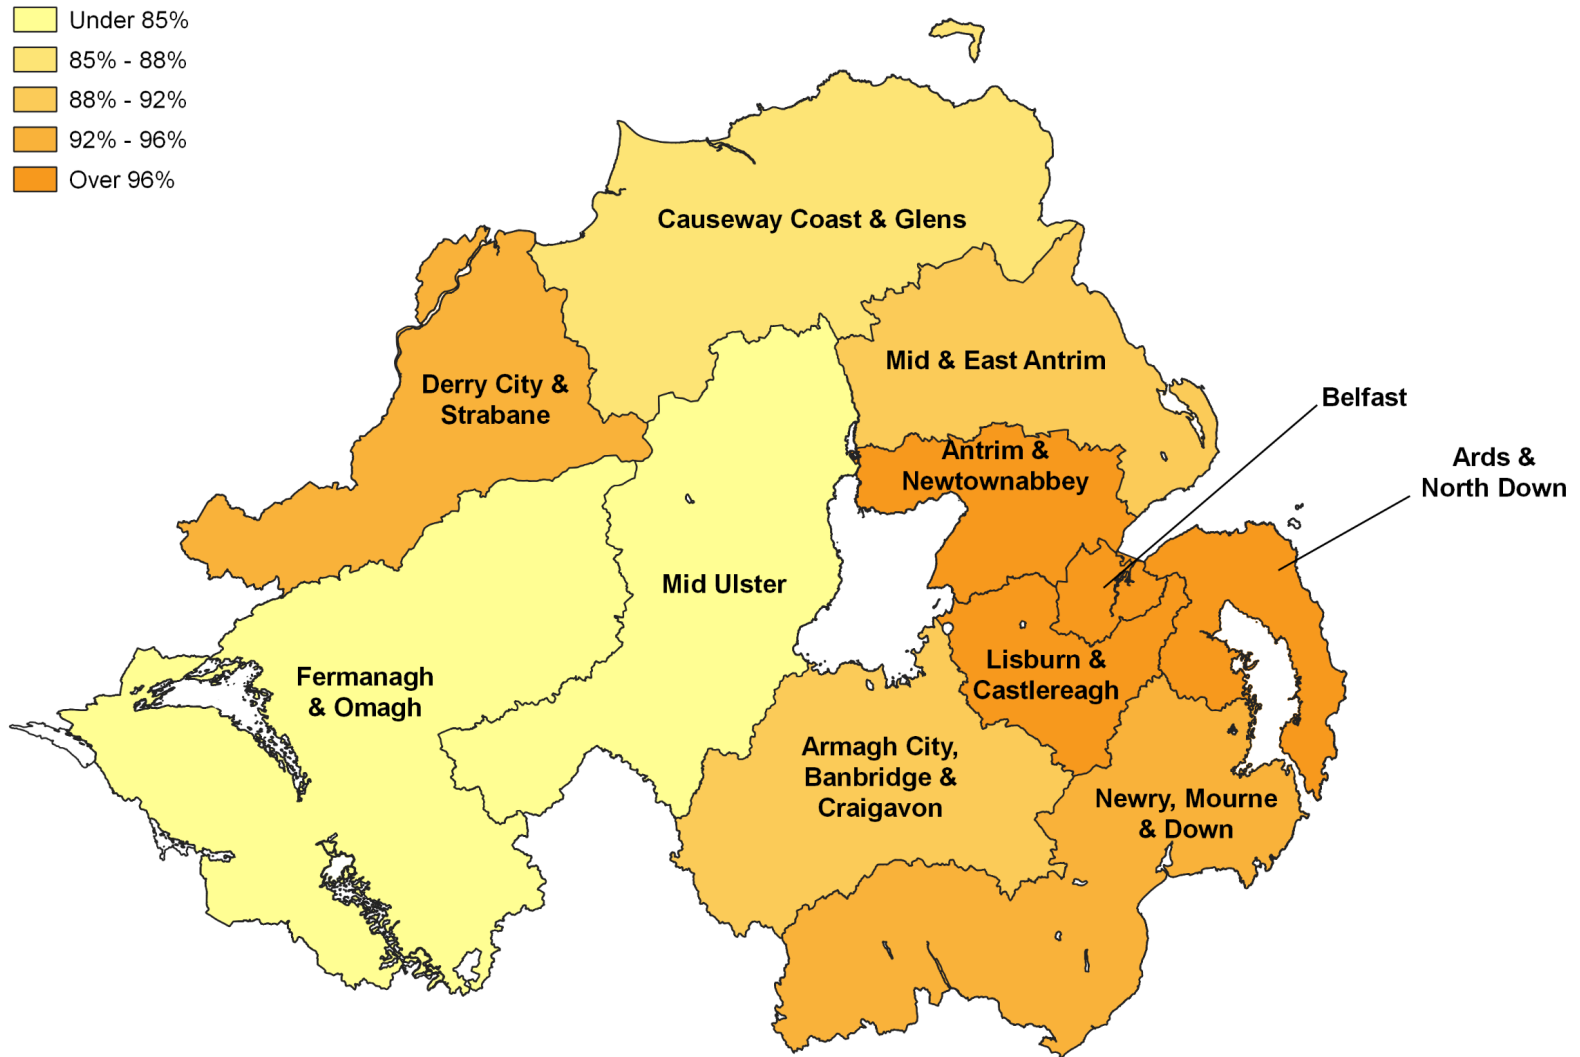 Under 85%
85% - 88%
88% - 92%
92% - 96%
Over 96%
Causeway Coast & Glens
Mid & East Antrim
Derry City &
Strabane
Belfast
Antrim &
Newtownabbey
Ards &
North Down
Mid Ulster
Fermanagh
& Omagh
Lisburn &
Castlereagh
Armagh City,
Banbridge &
Craigavon
Newry, Mourne
& Down